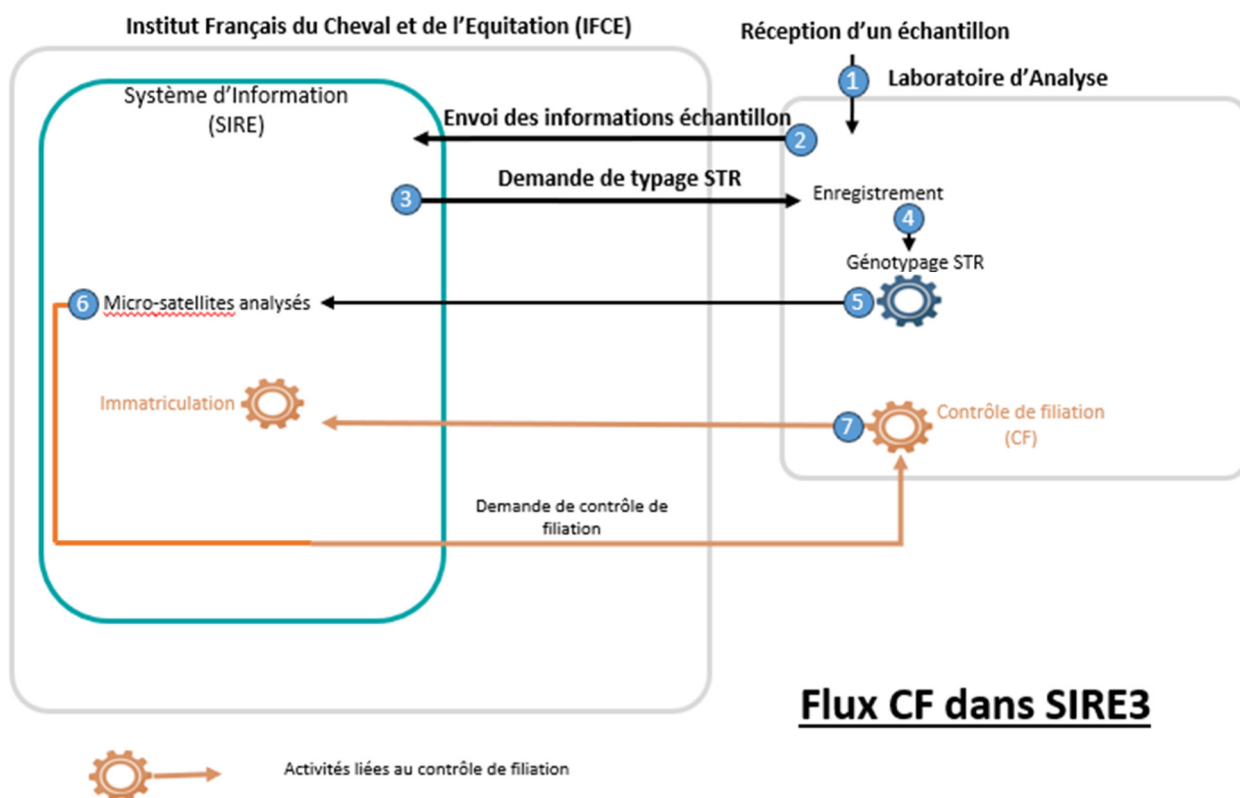 Institut Français du Cheval et de l'Equitation (IFCE)
Réception d'un échantillon
1
Laboratoire d'Analyse
Système d'Information
(SIRE)
Envoi des informations échantillon
2
Demande de typage STR
3
Enregistrement
4
Génotypage STR
6
Micro-satellites analysés
5
Immatriculation
7
Contrôle de filiation
(CF)
Demande de contrôle de
filiation
Flux CF dans SIRE3
Activités liées au contrôle de filiation